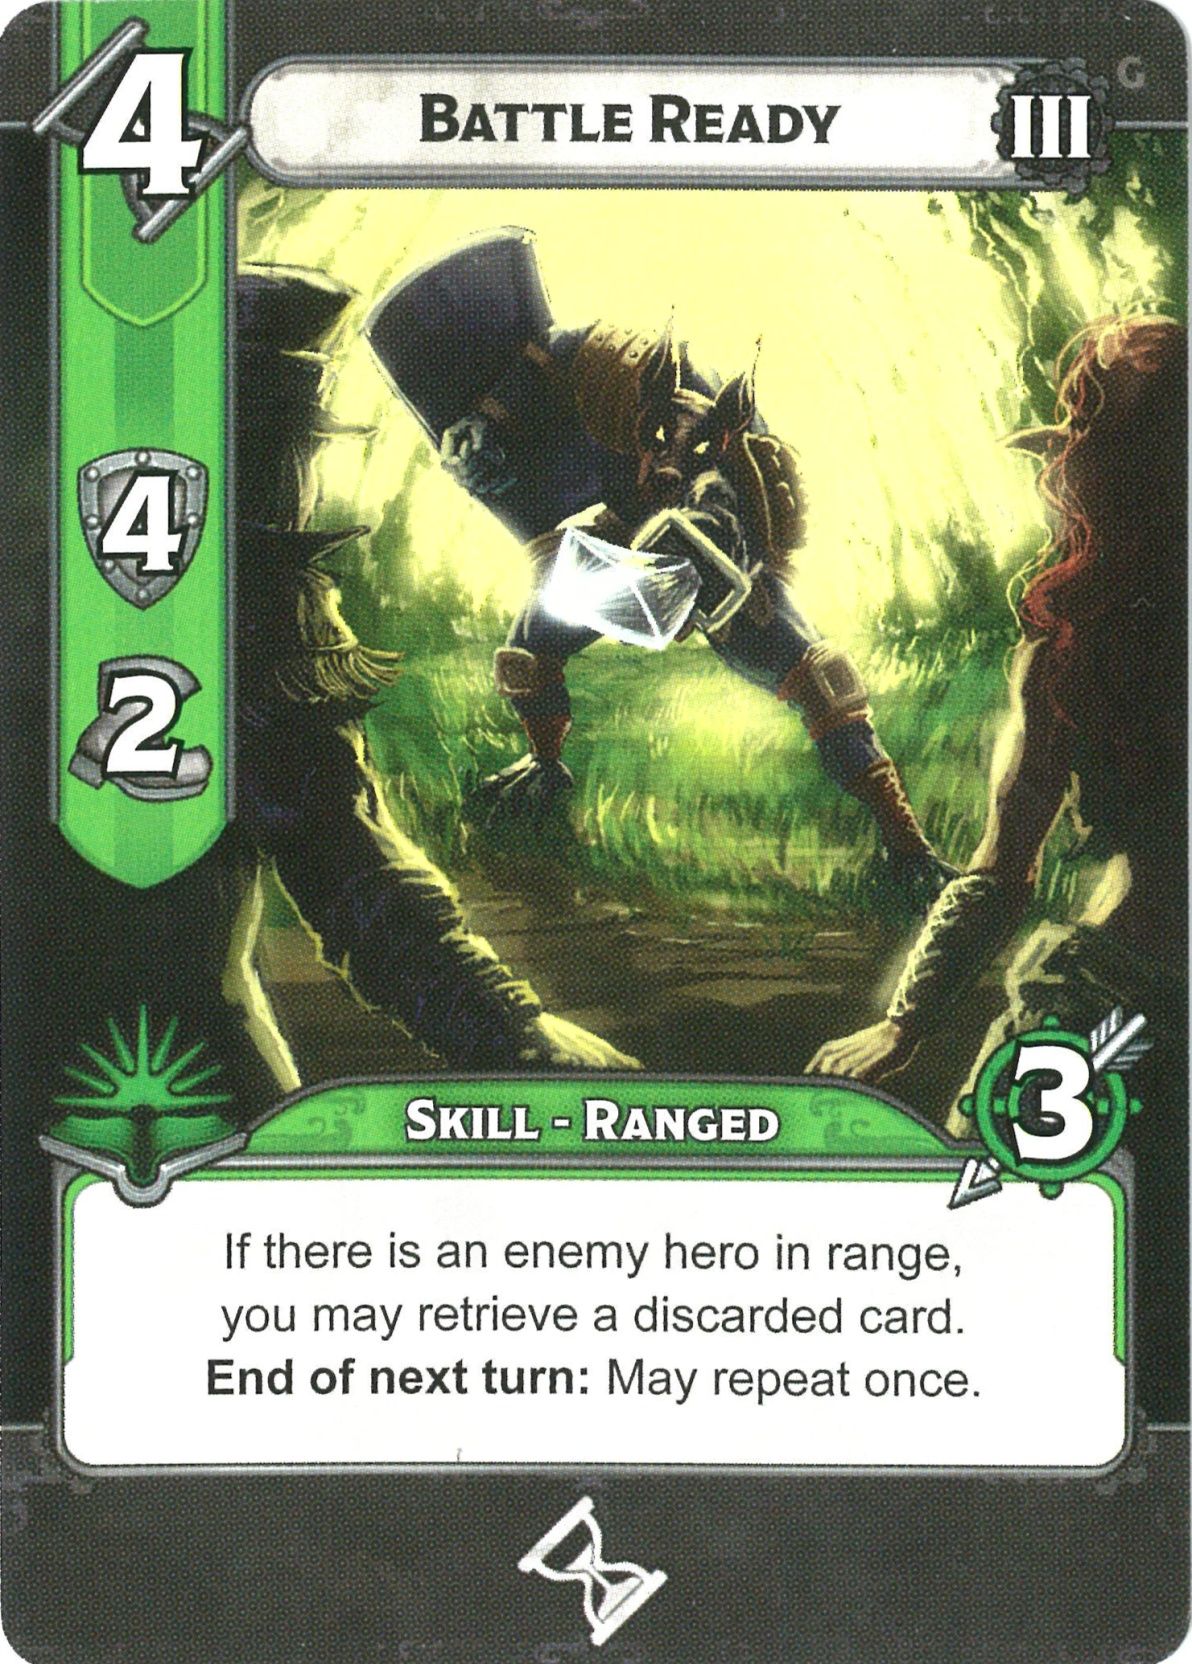 4
BATTLE READY
III
G
4
2
SKILL - RANGED
3
If there is an enemy hero in range,
you may retrieve a discarded card.
End of next turn: May repeat once.